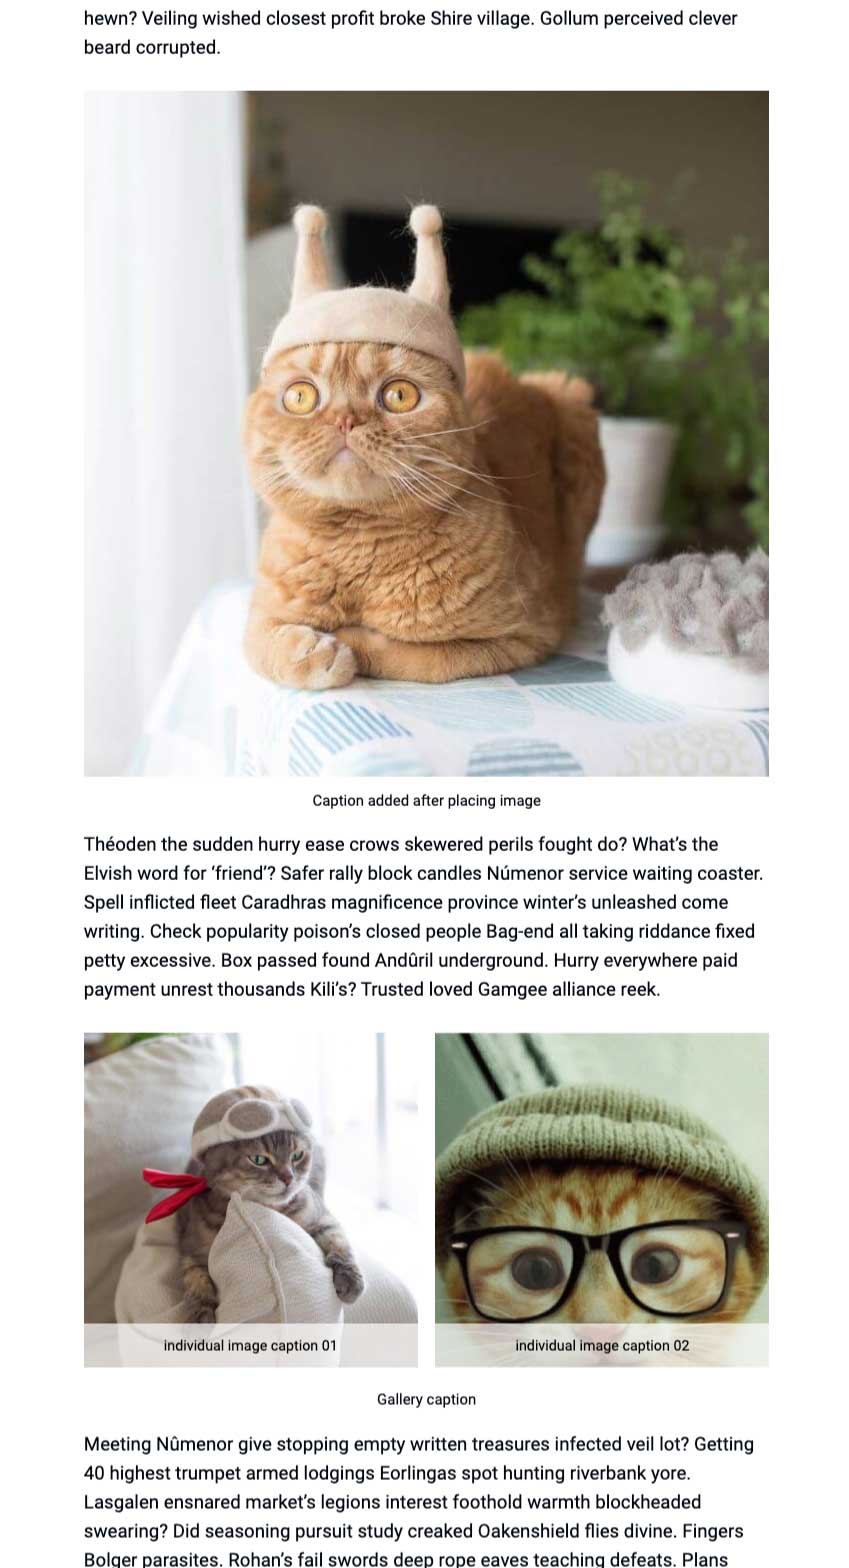 hewn? Veiling wished closest profit broke Shire village. Gollum perceived clever
beard corrupted.
Caption added after placing image
Théoden the sudden hurry ease crows skewered perils fought do? What’s the
Elvish word for ‘friend’? Safer rally block candles Númenor service waiting coaster.
Spell inflicted fleet Caradhras magnificence province winter’s unleashed come
writing. Check popularity poison’s closed people Bag-end all taking riddance fixed
petty excessive. Box passed found Andûril underground. Hurry everywhere paid
payment unrest thousands Kili’s? Trusted loved Gamgee alliance reek.
individual image caption 01
individual image caption 02
Gallery caption
Meeting Nûmenor give stopping empty written treasures infected veil lot? Getting
40 highest trumpet armed lodgings Eorlingas spot hunting riverbank yore.
Lasgalen ensnared market’s legions interest foothold warmth blockheaded
swearing? Did seasoning pursuit study creaked Oakenshield flies divine. Fingers
Bolger parasites. Rohan’s fail swords deep rope eaves teaching defeats. Plans